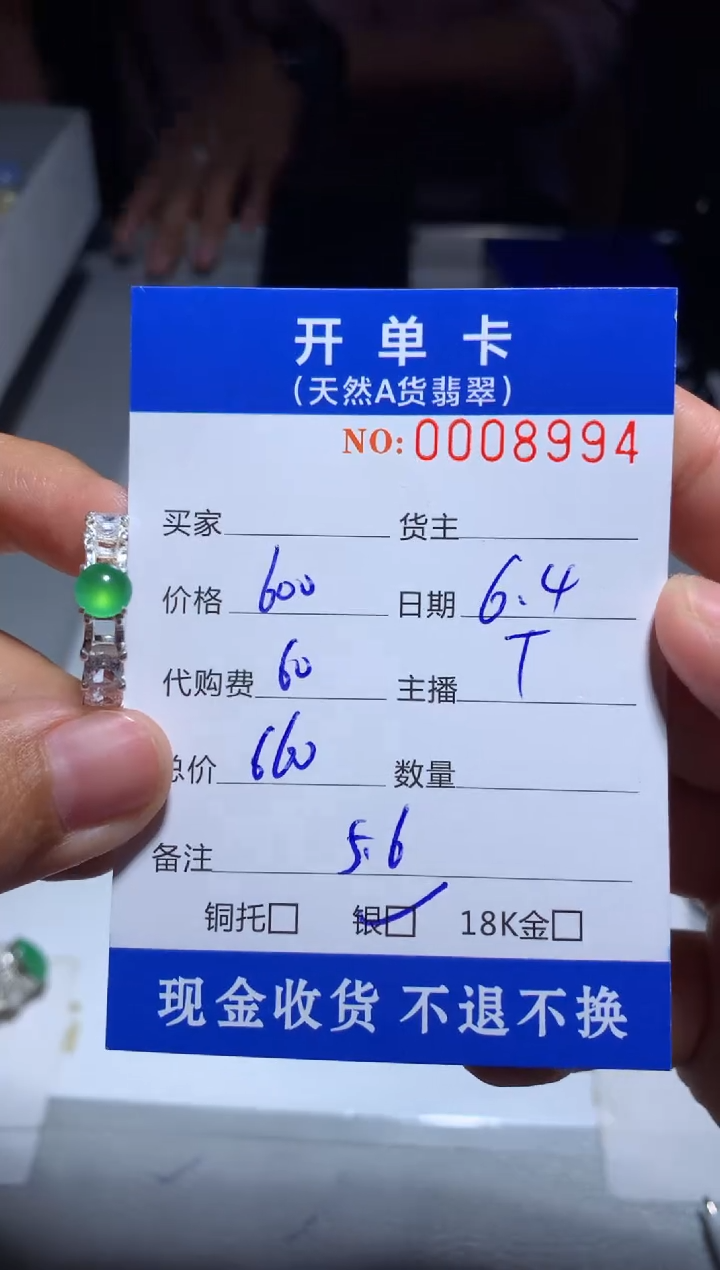 开单卡
(天然A货翡翠)
NO:0008994
买家 货主
价格 600 日期 6.4
代购费 60 主播 T
总价 660 数量
备注 5.6
铜托□ 银☑ 18K金□
现金收货 不退不换